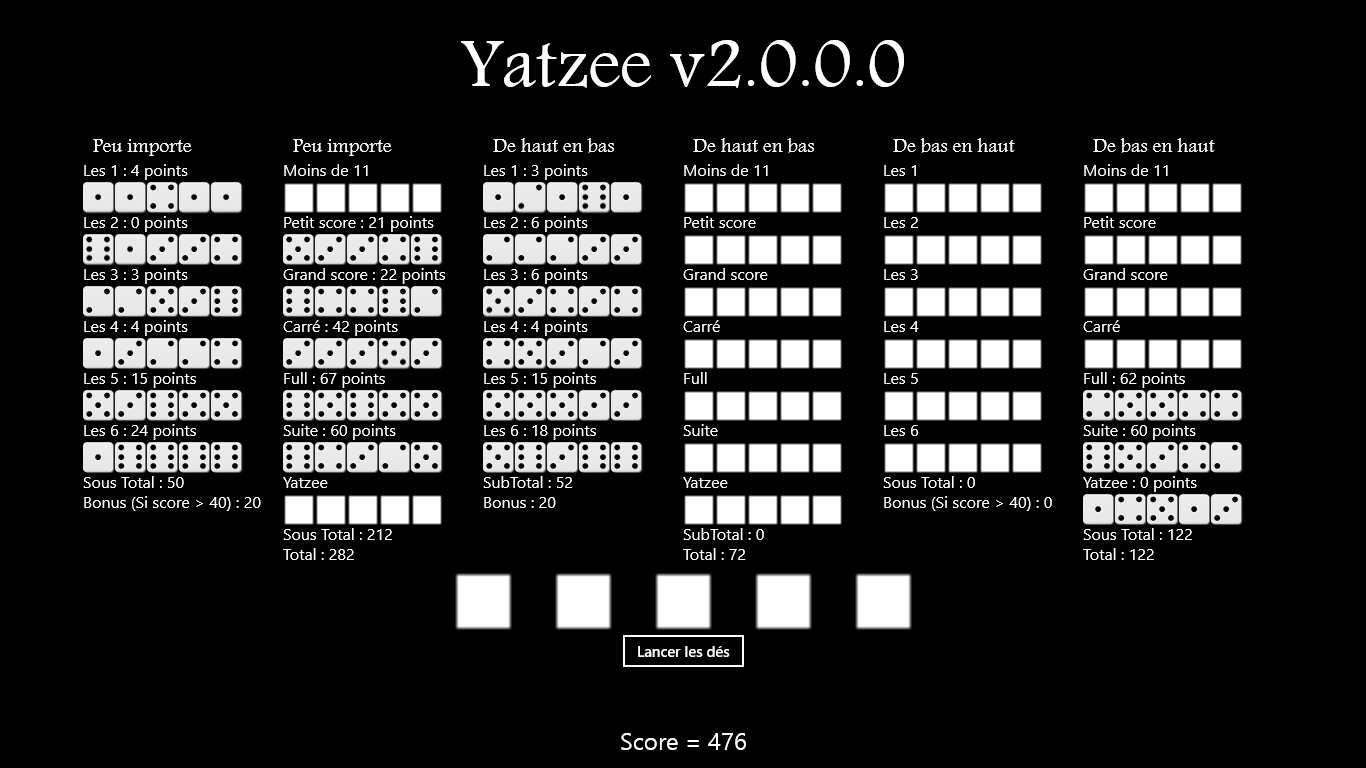 Yatzee v2.0.0.0
Peu importe
Les 1 : 4 points
Les 2 : 0 points
Les 3 : 3 points
Les 4 : 4 points
Les 5 : 15 points
Les 6 : 24 points
Sous Total : 50
Bonus (Si score > 40) : 20
Peu importe
Moins de 11
Petit score : 21 points
Grand score : 22 points
Carré : 42 points
Full : 67 points
Suite : 60 points
Yatzee
Sous Total : 212
Total : 282
De haut en bas
Les 1 : 3 points
Les 2 : 6 points
Les 3 : 6 points
Les 4 : 4 points
Les 5 : 15 points
Les 6 : 18 points
SubTotal : 52
Bonus : 20
De haut en bas
Moins de 11
Petit score
Grand score
Carré
Full
Suite
Yatzee
SubTotal : 0
Total : 72
De bas en haut
Les 1
Les 2
Les 3
Les 4
Les 5
Les 6
Sous Total : 0
Bonus (Si score > 40) : 0
De bas en haut
Moins de 11
Petit score
Grand score
Carré
Full : 62 points
Suite : 60 points
Yatzee : 0 points
Sous Total : 122
Total : 122
Lancer les dés
Score = 476